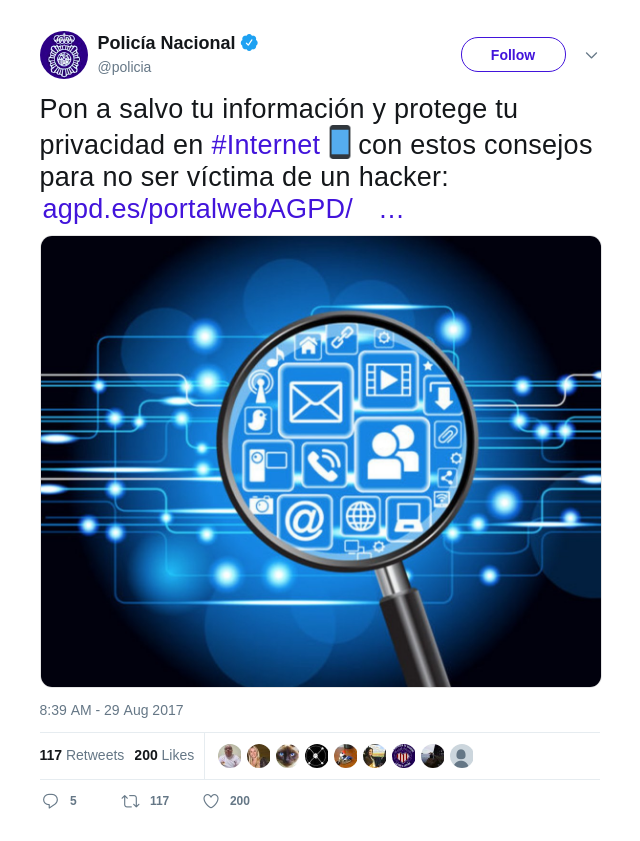 Policía Nacional
@policia
Follow
Pon a salvo tu información y protege tu
privacidad en #Internet 📱 con estos consejos
para no ser víctima de un hacker:
agpd.es/portalwebAGPD/ …
@
8:39 AM - 29 Aug 2017
117 Retweets 200 Likes
5 117 200